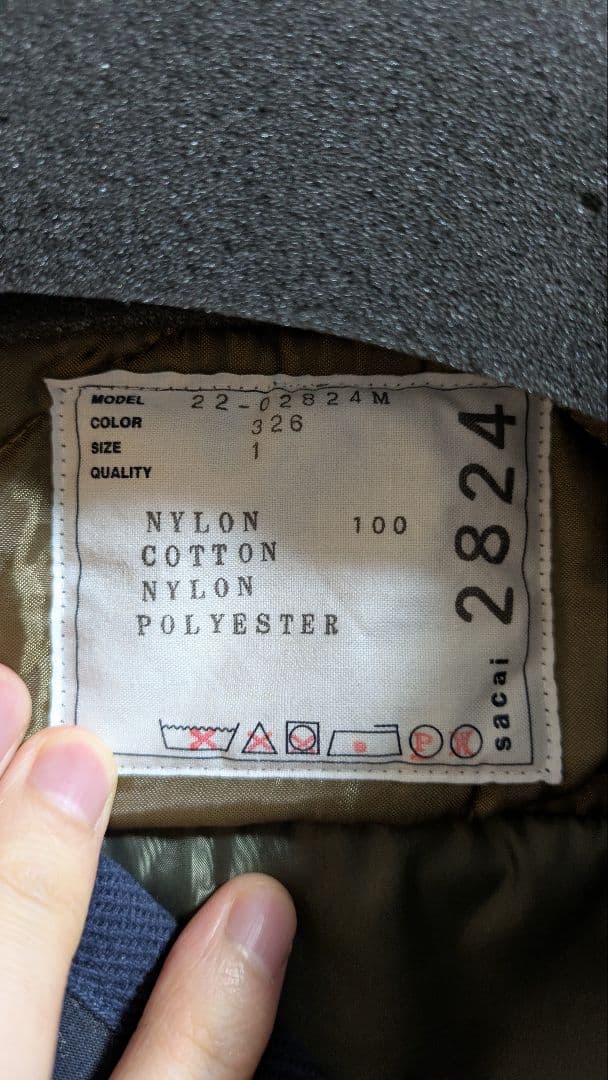 MODEL 22-02824M
COLOR 326
SIZE 1
QUALITY
NYLON 100
COTTON
NYLON
POLYESTER
P
sacai 2824